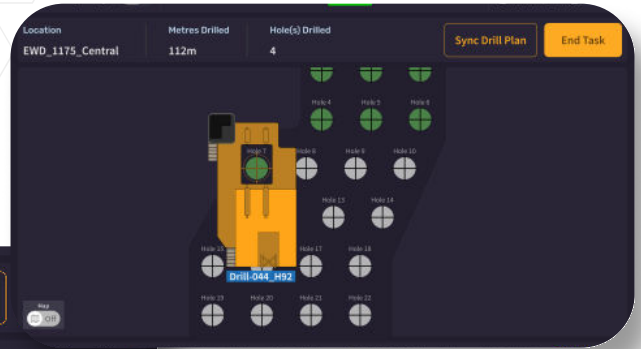 Location
Metres Drilled
Hole(s) Drilled
EWD_1175_Central
112m
4
Sync Drill Plan
End Task
Hole 4
Hole 5
Hole 6
Hole 7
Hole 8
Hole 9
Hole 10
Hole 13
Hole 14
Hole 17
Hole 18
Drill-044_H92
Hole 19
Hole 20
Hole 21
Hole 22
Map
Off